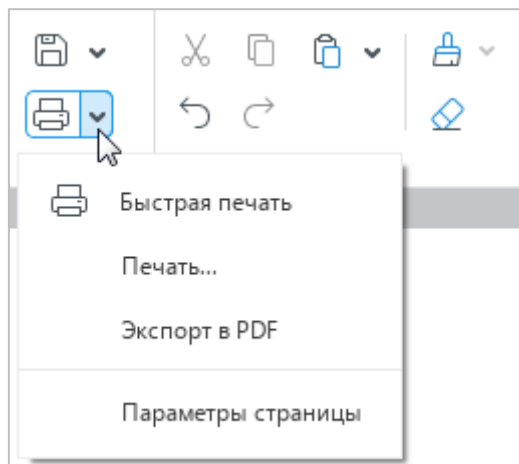 Быстрая печать
Печать...
Экспорт в PDF
Параметры страницы